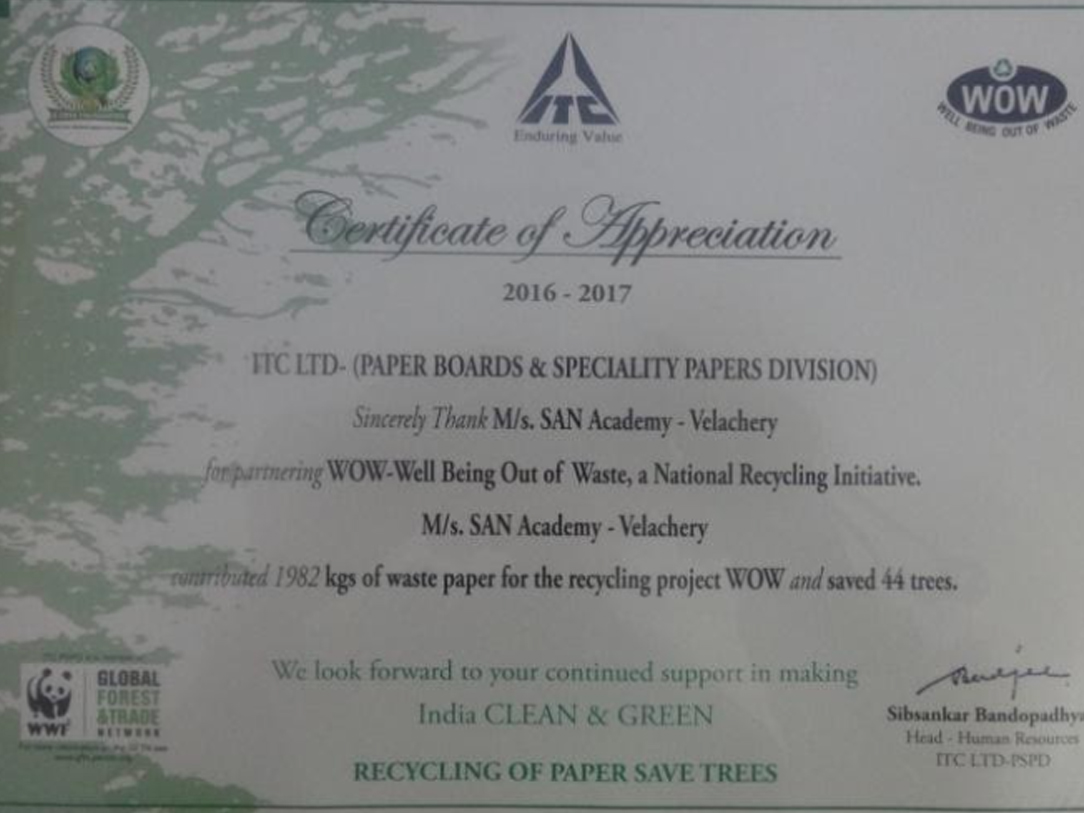 ITC
Enduring Value
WOW
WELL BEING OUT OF WASTE
Certificate of Appreciation
2016 - 2017
ITC LTD- (PAPER BOARDS & SPECIALITY PAPERS DIVISION)
Sincerely Thank M/s. SAN Academy - Velachery
for partnering WOW-Well Being Out of Waste, a National Recycling Initiative.
M/s. SAN Academy - Velachery
contributed 1982 kgs of waste paper for the recycling project WOW and saved 44 trees.
We look forward to your continued support in making
India CLEAN & GREEN
RECYCLING OF PAPER SAVE TREES
WWF
GLOBAL
FOREST
& TRADE
NETWORK
Sibsankar Bandopadhya
Head - Human Resources
ITC LTD-PSPD